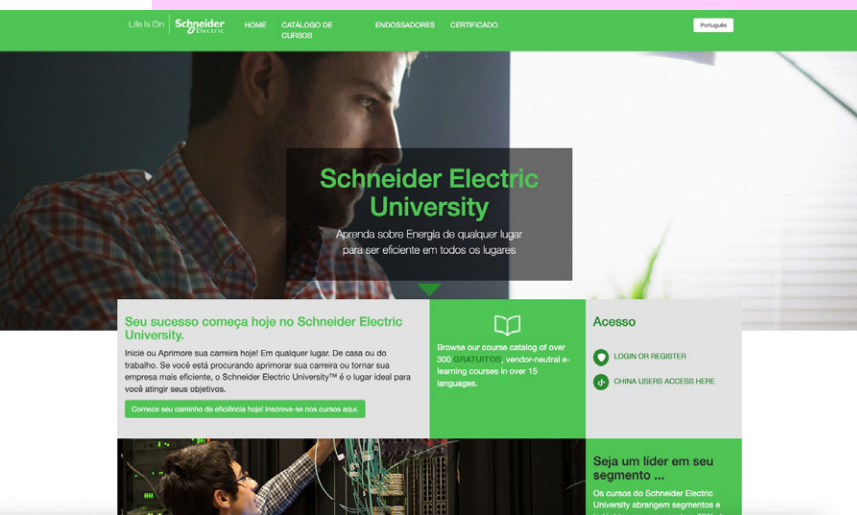 Life Is On
Schneider
Electric
HOME
CATÁLOGO DE
CURSOS
ENDOSSADORES
CERTIFICADO
Português
Schneider Electric
University
Aprenda sobre Energia de qualquer lugar
para ser eficiente em todos os lugares
Seu sucesso começa hoje no Schneider Electric
University.
Inicie ou Aprimore sua carreira hoje! Em qualquer lugar. De casa ou do
trabalho. Se você está procurando aprimorar sua carreira ou tornar sua
empresa mais eficiente, o Schneider Electric University™ é o lugar ideal para
você atingir seus objetivos.
Comece seu caminho de eficiência hoje! Inscreva-se nos cursos aqui.
Browse our course catalog of over
300 GRATUITOS, vendor-neutral e-
learning courses in over 15
languages.
Acesso
LOGIN OR REGISTER
CHINA USERS ACCESS HERE
Seja um líder em seu
segmento ...
Os cursos do Schneider Electric
University abrangem segmentos e